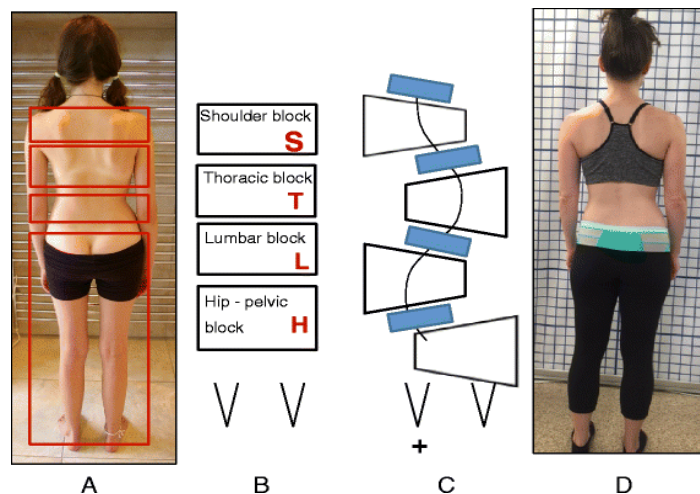 Shoulder block
S
Thoracic block
T
Lumbar block
L
Hip - pelvic
block
H
+
A
B
C
D